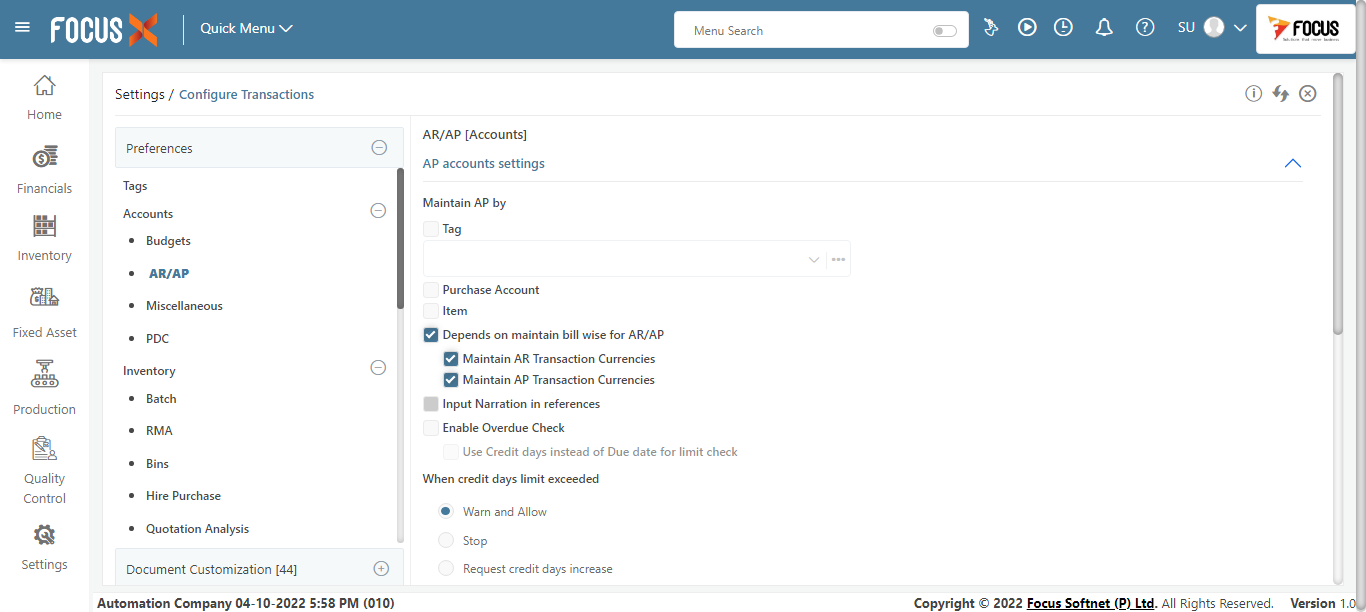 FOCUS X
Quick Menu
Menu Search
SU
FOCUS
Home
Financials
Inventory
Fixed Asset
Production
Quality
Control
Settings
Settings / Configure Transactions
Preferences
Tags
Accounts
Budgets
AR/AP
Miscellaneous
PDC
Inventory
Batch
RMA
Bins
Hire Purchase
Quotation Analysis
Document Customization [44]
AR/AP [Accounts]
AP accounts settings
Maintain AP by
Tag
Purchase Account
Item
Depends on maintain bill wise for AR/AP
Maintain AR Transaction Currencies
Maintain AP Transaction Currencies
Input Narration in references
Enable Overdue Check
Use Credit days instead of Due date for limit check
When credit days limit exceeded
Warn and Allow
Stop
Request credit days increase
Automation Company 04-10-2022 5:58 PM (010)
Copyright © 2022 Focus Softnet (P) Ltd. All Rights Reserved. Version 1.0